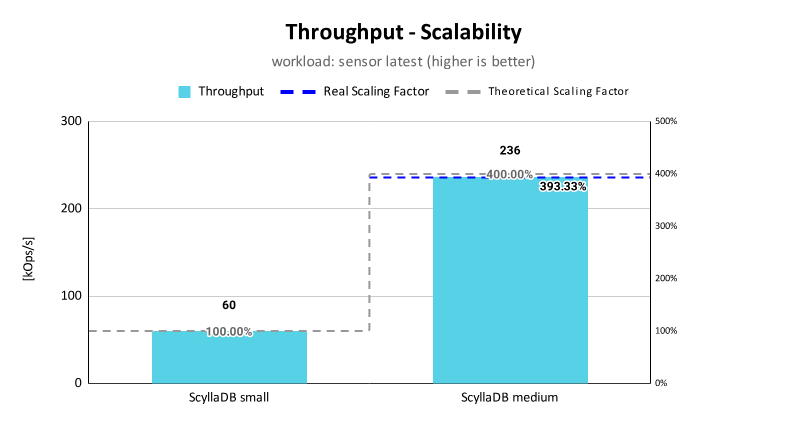 Throughput - Scalability
workload: sensor latest (higher is better)
Throughput Real Scaling Factor Theoretical Scaling Factor
300 500%
236
400.00% 400%
393.33%
200 300%
[kOps/s]
200%
100
60
100.00% 100%
0 0%
ScyllaDB small ScyllaDB medium